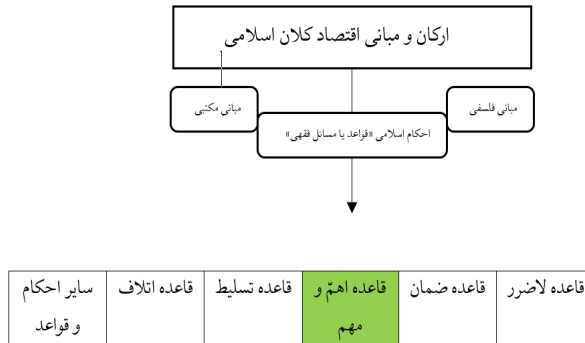 ارکان و مبانی اقتصاد کلان اسلامی
مبانی فلسفی
مبانی مکتبی
احکام اسلامی «قواعد یا مسائل فقهی»
قاعده لاضرر
قاعده ضمان
قاعده اهمّ و
مهم
قاعده تسلیط
قاعده اتلاف
سایر احکام
و قواعد